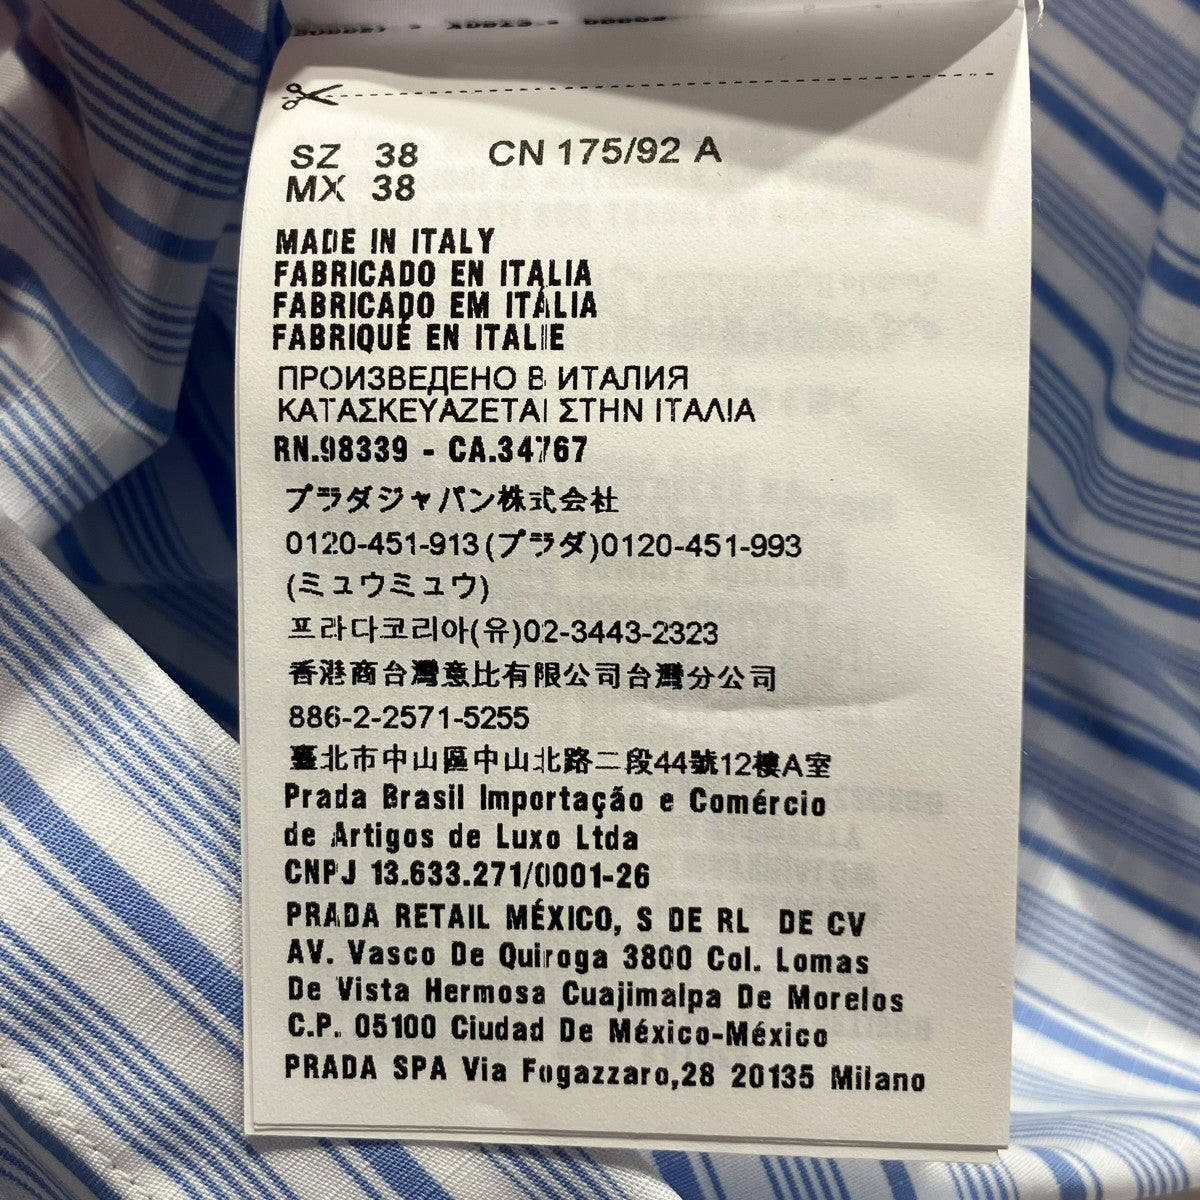 SZ 38 CN 175/92 A
MX 38
MADE IN ITALY
FABRICADO EN ITALIA
FABRICADO EM ITÁLIA
FABRIQUÉ EN ITALIE
ПРОИЗВЕДЕНО В ИТАЛИЯ
ΚΑΤΑΣΚΕΥΑΖΕΤΑΙ ΣΤΗΝ ΙΤΑΛΙΑ
RN.98339 - CA.34767
プラダジャパン株式会社
0120-451-913(プラダ)0120-451-993
(ミュウミュウ)
프라다코리아(유)02-3443-2323
香港商台灣意比有限公司台灣分公司
886-2-2571-5255
臺北市中山區中山北路二段44號12樓A室
Prada Brasil Importação e Comércio
de Artigos de Luxo Ltda
CNPJ 13.633.271/0001-26
PRADA RETAIL MÉXICO, S DE RL DE CV
AV. Vasco De Quiroga 3800 Col. Lomas
De Vista Hermosa Cuajimalpa De Morelos
C.P. 05100 Ciudad De México-México
PRADA SPA Via Fogazzaro,28 20135 Milano